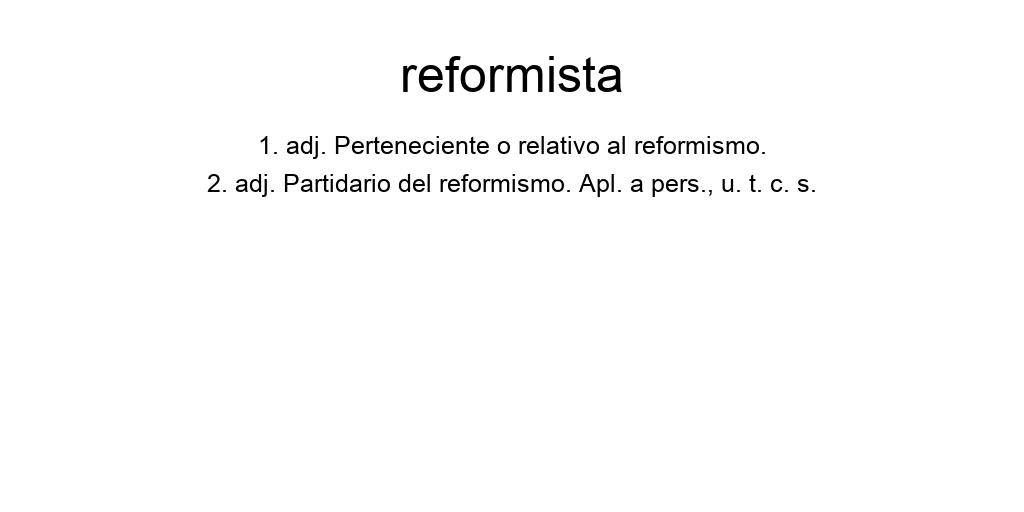 reformista
1. adj. Perteneciente o relativo al reformismo.
2. adj. Partidario del reformismo. Apl. a pers., u. t. c. s.